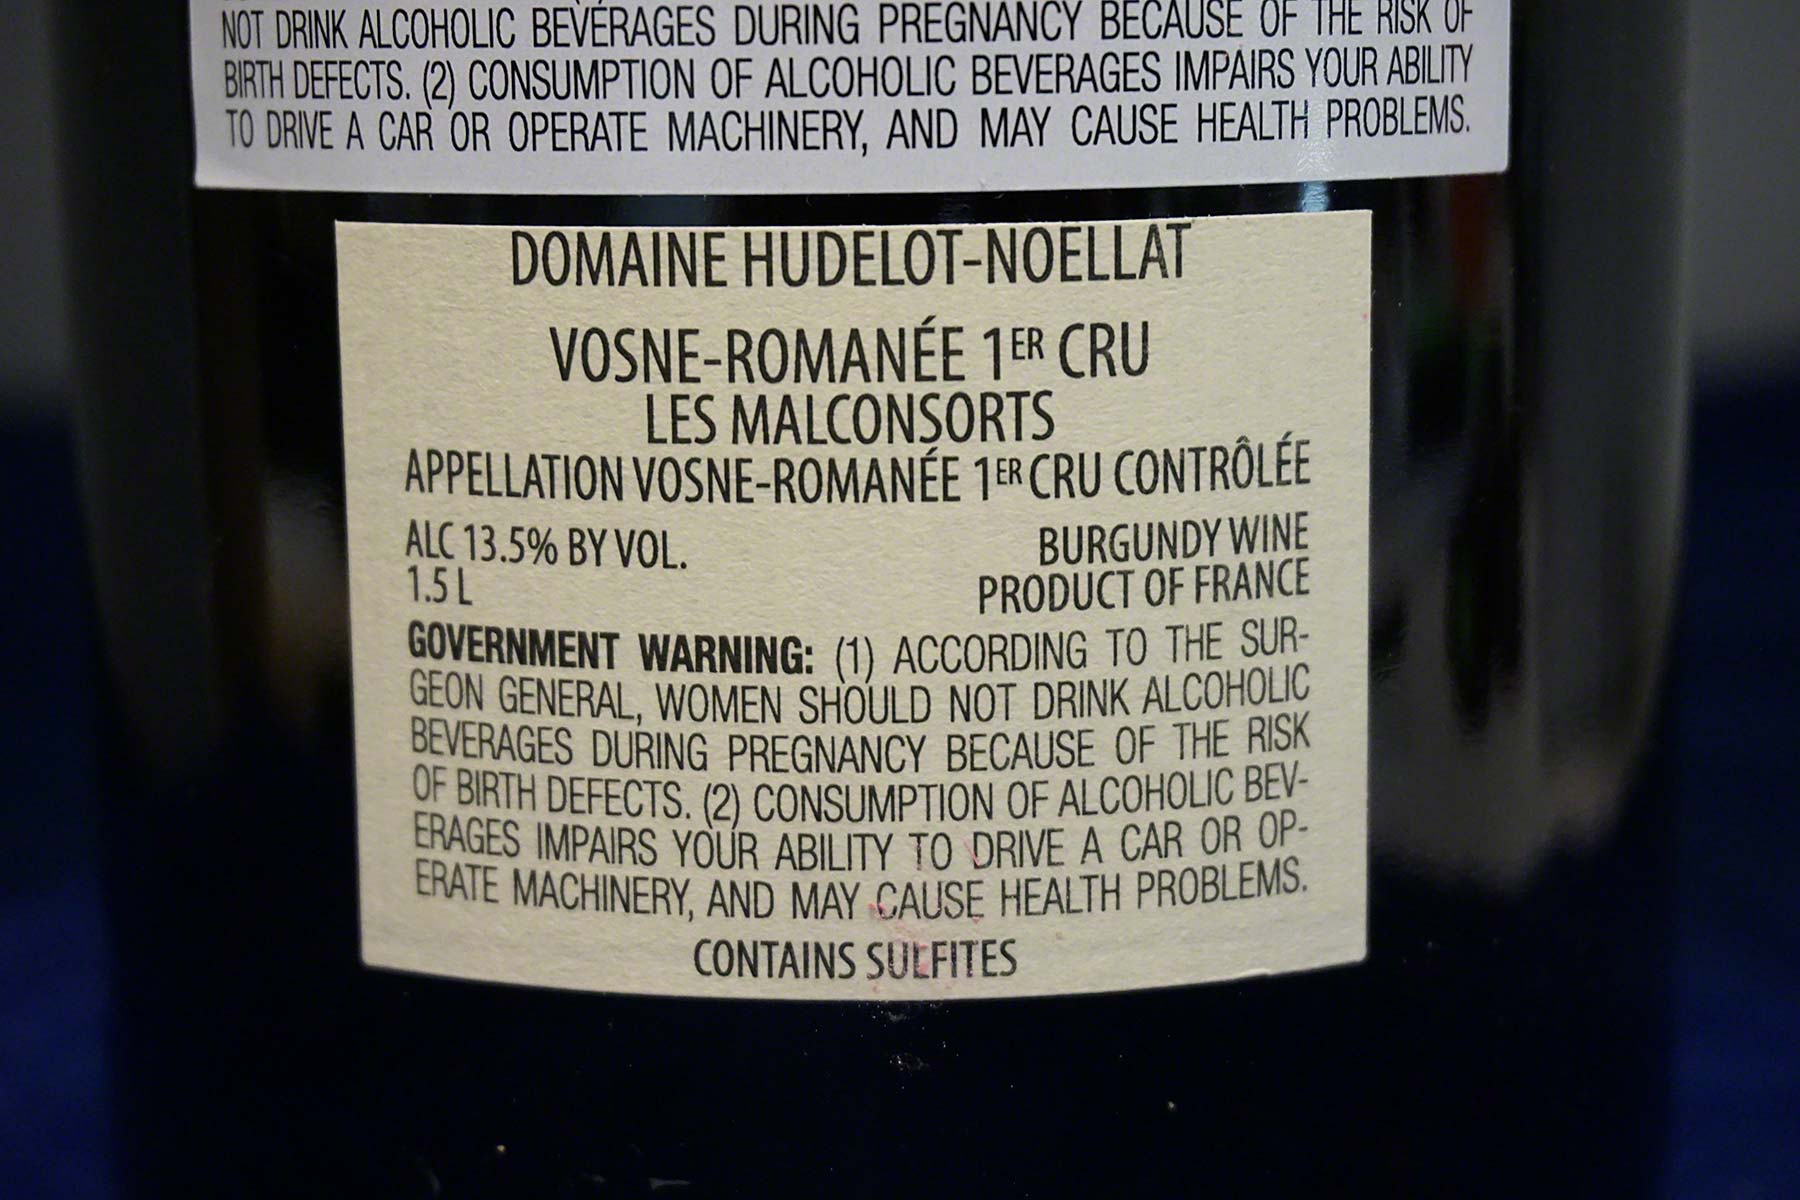 NOT DRINK ALCOHOLIC BEVERAGES DURING PREGNANCY BECAUSE OF THE RISK OF
BIRTH DEFECTS. (2) CONSUMPTION OF ALCOHOLIC BEVERAGES IMPAIRS YOUR ABILITY
TO DRIVE A CAR OR OPERATE MACHINERY, AND MAY CAUSE HEALTH PROBLEMS.
DOMAINE HUDELOT-NOELLAT
VOSNE-ROMANÉE 1ER CRU
LES MALCONSORTS
APPELLATION VOSNE-ROMANÉE 1ER CRU CONTRÔLÉE
ALC 13.5% BY VOL. BURGUNDY WINE
1.5 L PRODUCT OF FRANCE
GOVERNMENT WARNING: (1) ACCORDING TO THE SUR-
GEON GENERAL, WOMEN SHOULD NOT DRINK ALCOHOLIC
BEVERAGES DURING PREGNANCY BECAUSE OF THE RISK
OF BIRTH DEFECTS. (2) CONSUMPTION OF ALCOHOLIC BEV-
ERAGES IMPAIRS YOUR ABILITY TO DRIVE A CAR OR OP-
ERATE MACHINERY, AND MAY CAUSE HEALTH PROBLEMS.
CONTAINS SULFITES